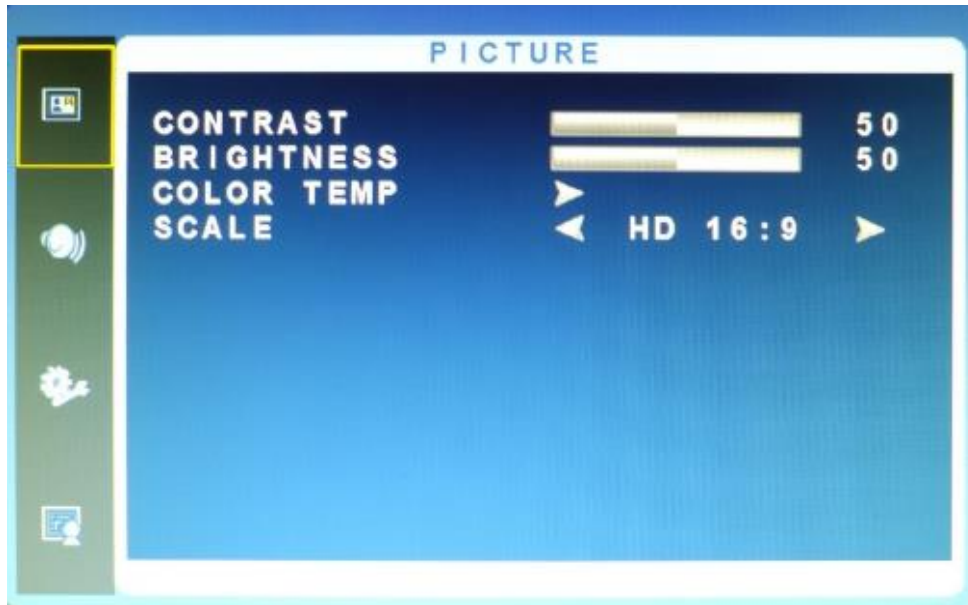 PICTURE
CONTRAST 50
BRIGHTNESS 50
COLOR TEMP
SCALE HD 16:9